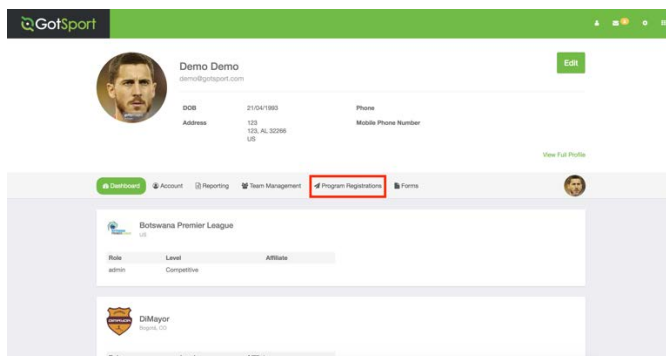 GotSport
Demo Demo
demo@gotsport.com
Edit
DOB 21/04/1993 Phone
Address 123 Mobile Phone Number
123, AL 32266
US
View Full Profile
Dashboard Account Reporting Team Management Program Registrations Forms
Botswana Premier League
US
Role Level Affiliate
admin Competitive
DiMayor
Bogotá, CO